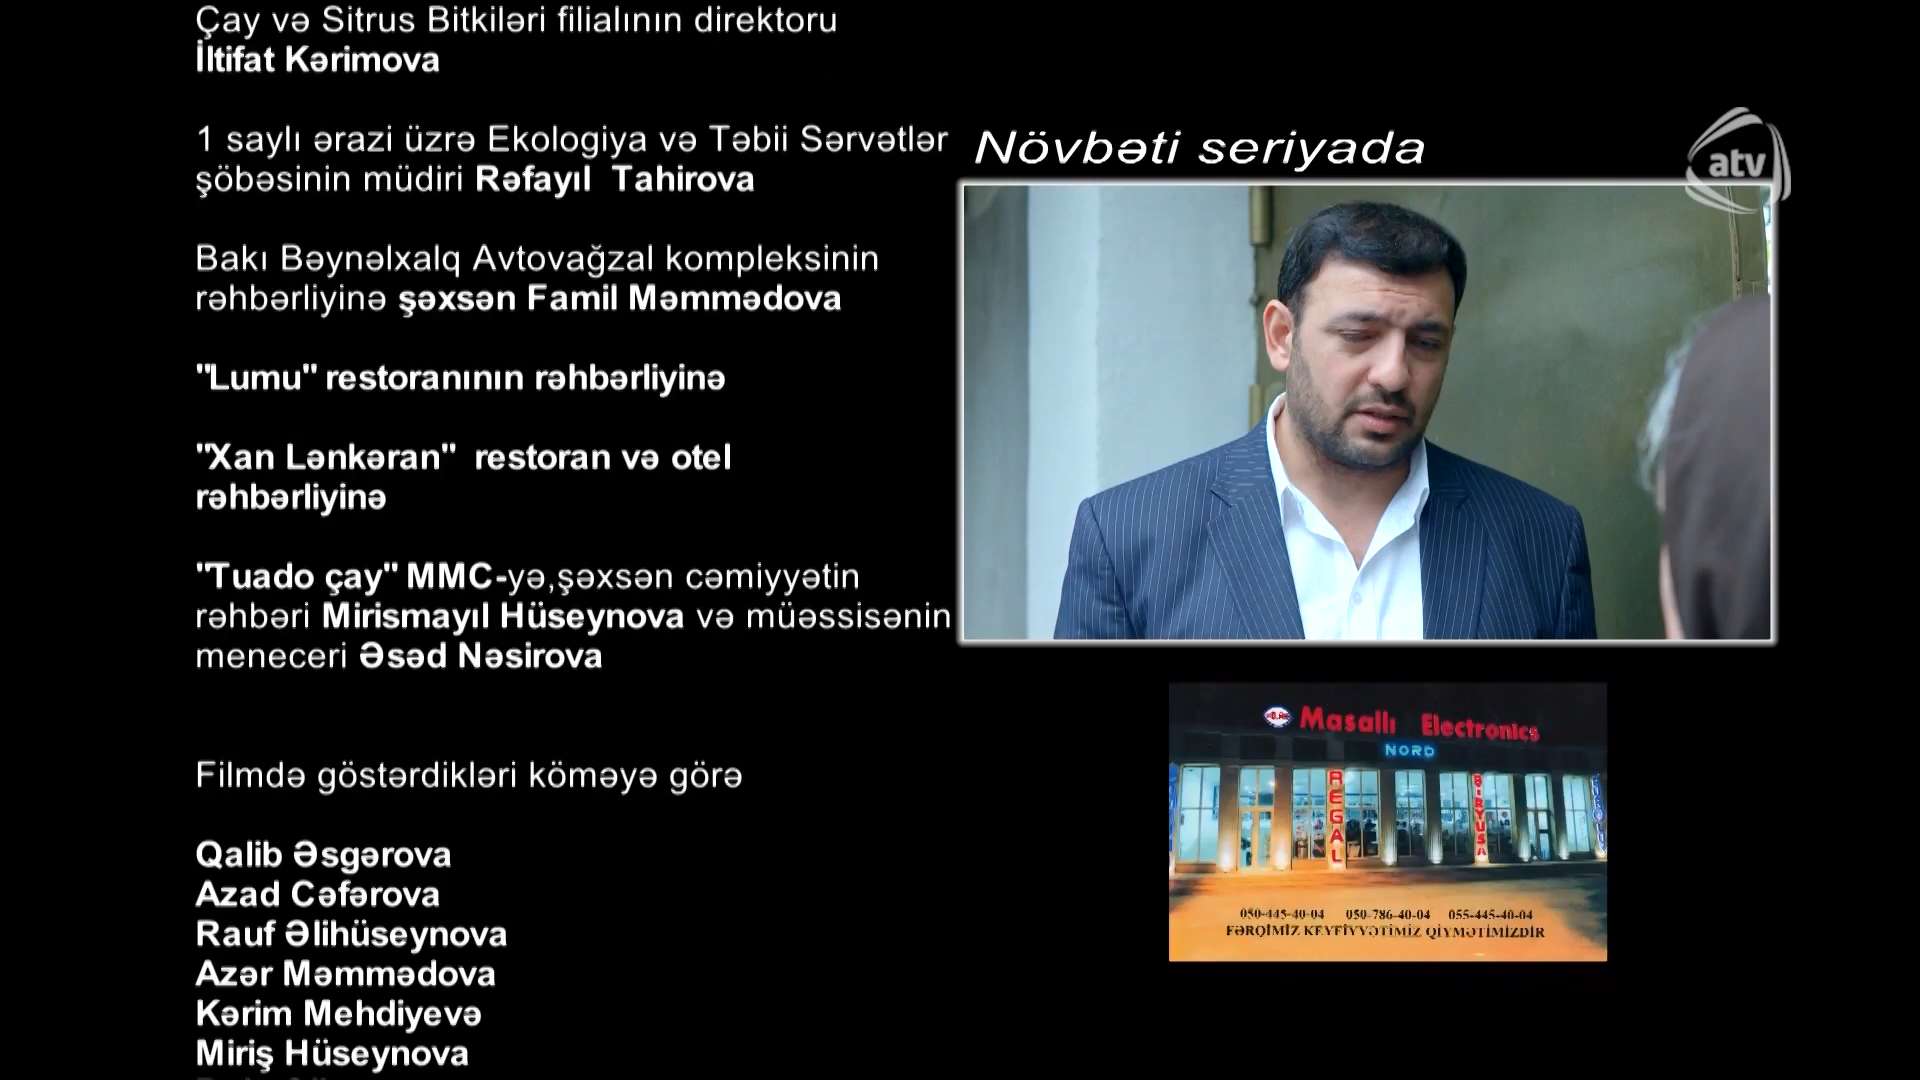 Çay və Sitrus Bitkiləri filialının direktoru
İltifat Kərimova
1 saylı ərazi üzrə Ekologiya və Təbii Sərvətlər
şöbəsinin müdiri Rəfayıl Tahirova
Bakı Bəynəlxalq Avtovağzal kompleksinin
rəhbərliyinə şəxsən Famil Məmmədova
"Lumu" restoranının rəhbərliyinə
"Xan Lənkəran" restoran və otel
rəhbərliyinə
"Tuado çay" MMC-yə,şəxsən cəmiyyətin
rəhbəri Mirismayıl Hüseynova və müəssisənin
meneceri Əsəd Nəsirova
Filmdə göstərdikləri köməyə görə
Qalib Əsgərova
Azad Cəfərova
Rauf Əlihüseynova
Azər Məmmədova
Kərim Mehdiyevə
Miriş Hüseynova
Növbəti seriyada
atv
Masallı Electronics
NORD
REGAL
BIRYUSA
050-445-40-04 050-786-40-04 055-445-40-04
FƏRQİMİZ KEYFİYYƏTİMİZ QİYMƏTİMİZDİR